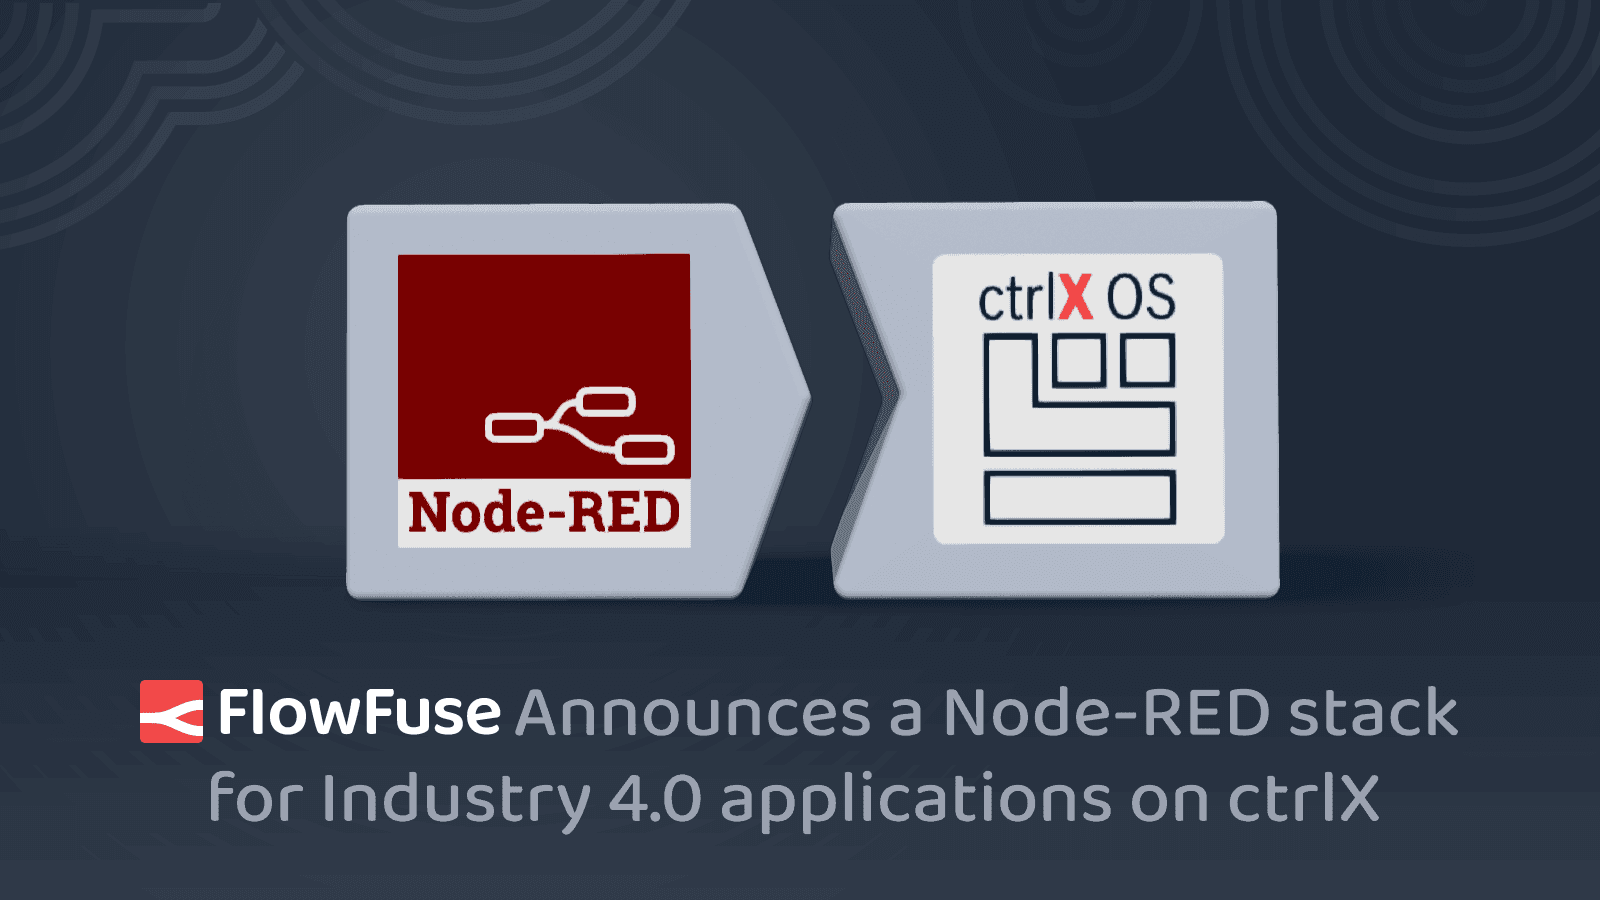 Node-RED
ctrlX OS
FlowFuse Announces a Node-RED stack
for Industry 4.0 applications on ctrlX